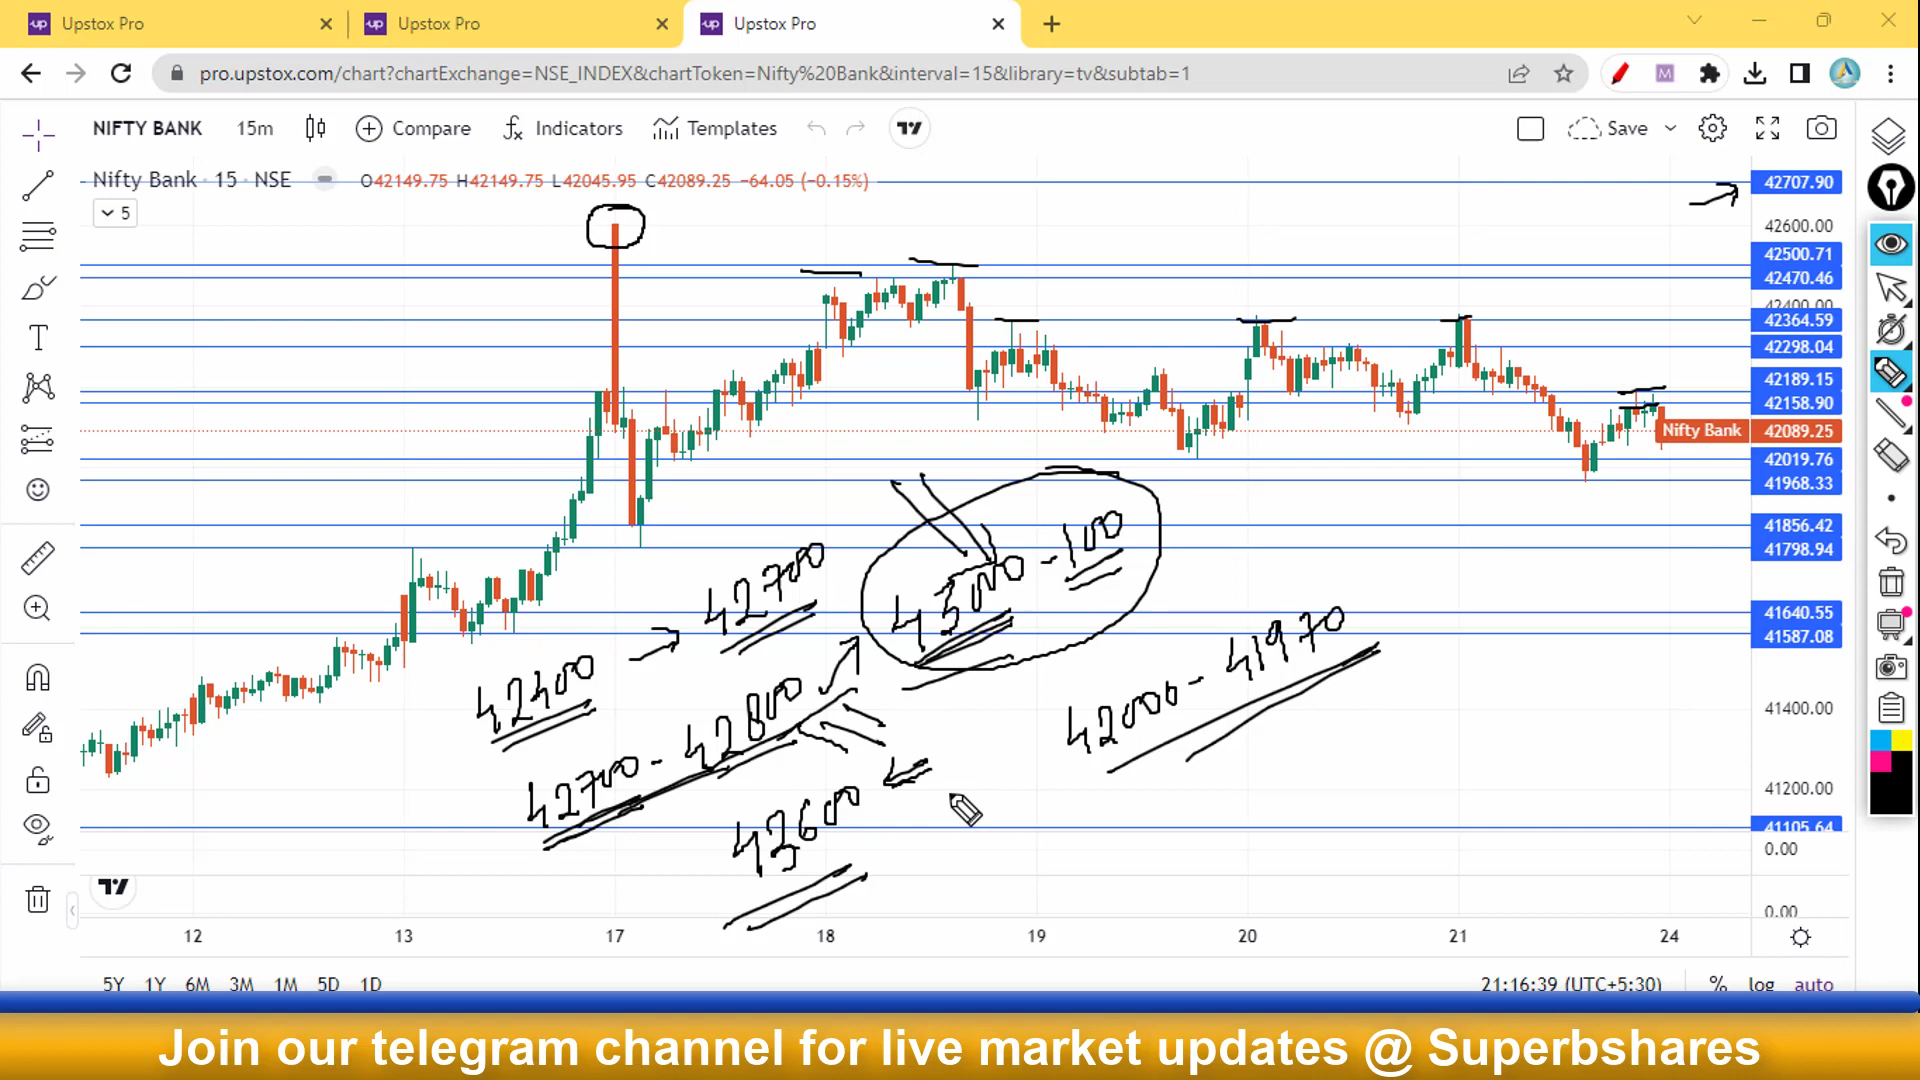 Upstox Pro
Upstox Pro
Upstox Pro
pro.upstox.com/chart?chartExchange=NSE_INDEX&chartToken=Nifty%20Bank&interval=15&library=tv&subtab=1
NIFTY BANK 15m Compare Indicators Templates Save
Nifty Bank · 15 · NSE O42149.75 H42149.75 L42045.95 C42089.25 −64.05 (−0.15%)
5
42707.90
42600.00
42500.71
42470.46
42400.00
42364.59
42298.04
42189.15
42158.90
Nifty Bank 42089.25
42019.76
41968.33
41856.42
41798.94
41640.55
41587.08
41400.00
41200.00
41105.64
0.00
0.00
42700
43000 - 100
42400
42000 - 41970
42700 - 42800
43600
12 13 17 18 19 20 21 24
5Y 1Y 6M 3M 1M 5D 1D 21:16:39 (UTC+5:30) % log auto
Join our telegram channel for live market updates @ Superbshares